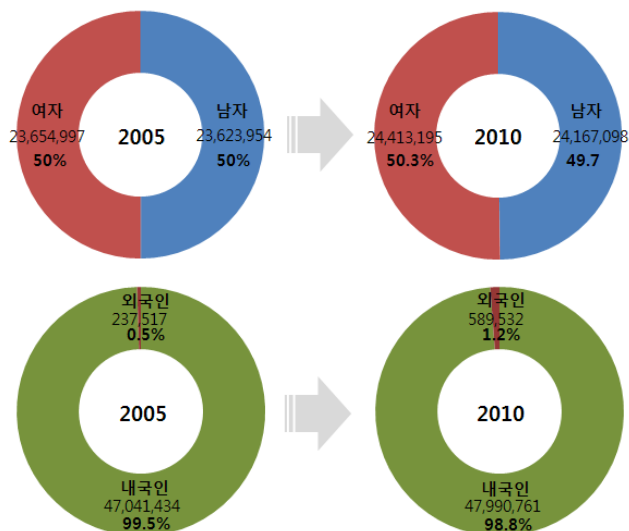 여자
23,654,997
50%
2005
남자
23,623,954
50%
여자
24,413,195
50.3%
2010
남자
24,167,098
49.7
외국인
237,517
0.5%
2005
내국인
47,041,434
99.5%
외국인
589,532
1.2%
2010
내국인
47,990,761
98.8%